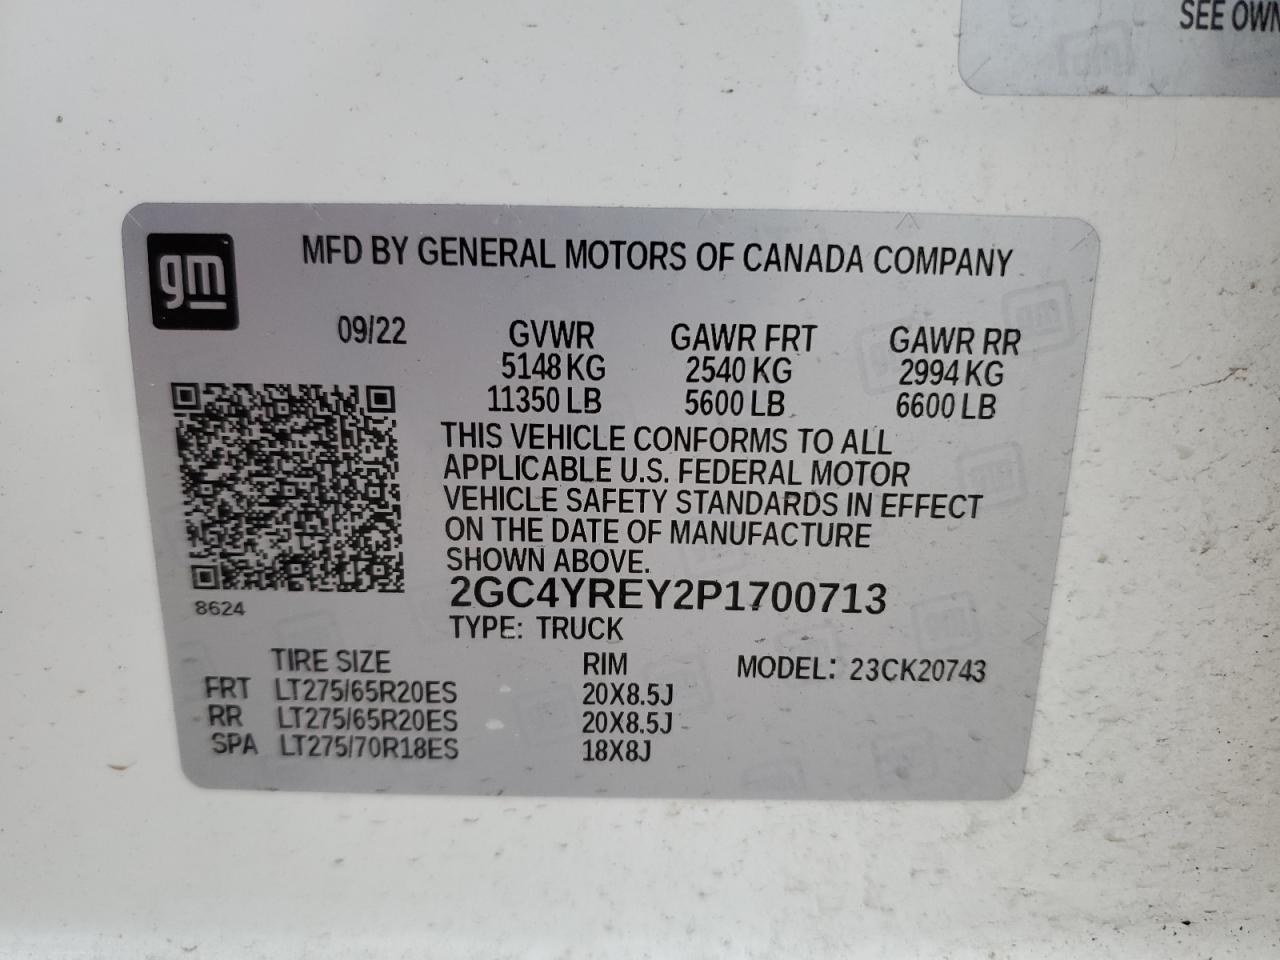 SEE OWN
gm
MFD BY GENERAL MOTORS OF CANADA COMPANY
09/22 GVWR GAWR FRT GAWR RR
5148 KG 2540 KG 2994 KG
11350 LB 5600 LB 6600 LB
THIS VEHICLE CONFORMS TO ALL
APPLICABLE U.S. FEDERAL MOTOR
VEHICLE SAFETY STANDARDS IN EFFECT
ON THE DATE OF MANUFACTURE
SHOWN ABOVE.
2GC4YREY2P1700713
8624
TYPE: TRUCK
TIRE SIZE RIM MODEL: 23CK20743
FRT LT275/65R20ES 20X8.5J
RR LT275/65R20ES 20X8.5J
SPA LT275/70R18ES 18X8J